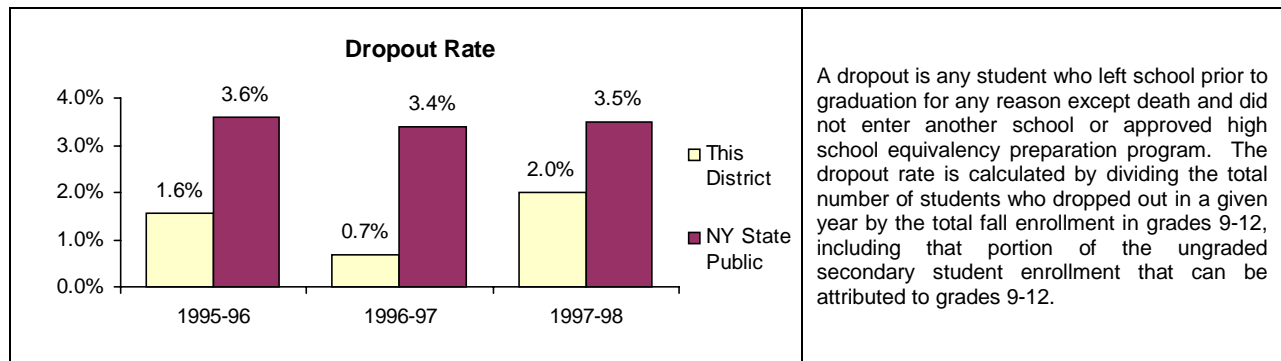 Dropout Rate
4.0%
3.0%
2.0%
1.0%
0.0%
1.6%
3.6%
0.7%
3.4%
2.0%
3.5%
1995-96
1996-97
1997-98
This
District
NY State
Public
A dropout is any student who left school prior to
graduation for any reason except death and did
not enter another school or approved high
school equivalency preparation program. The
dropout rate is calculated by dividing the total
number of students who dropped out in a given
year by the total fall enrollment in grades 9-12,
including that portion of the ungraded
secondary student enrollment that can be
attributed to grades 9-12.